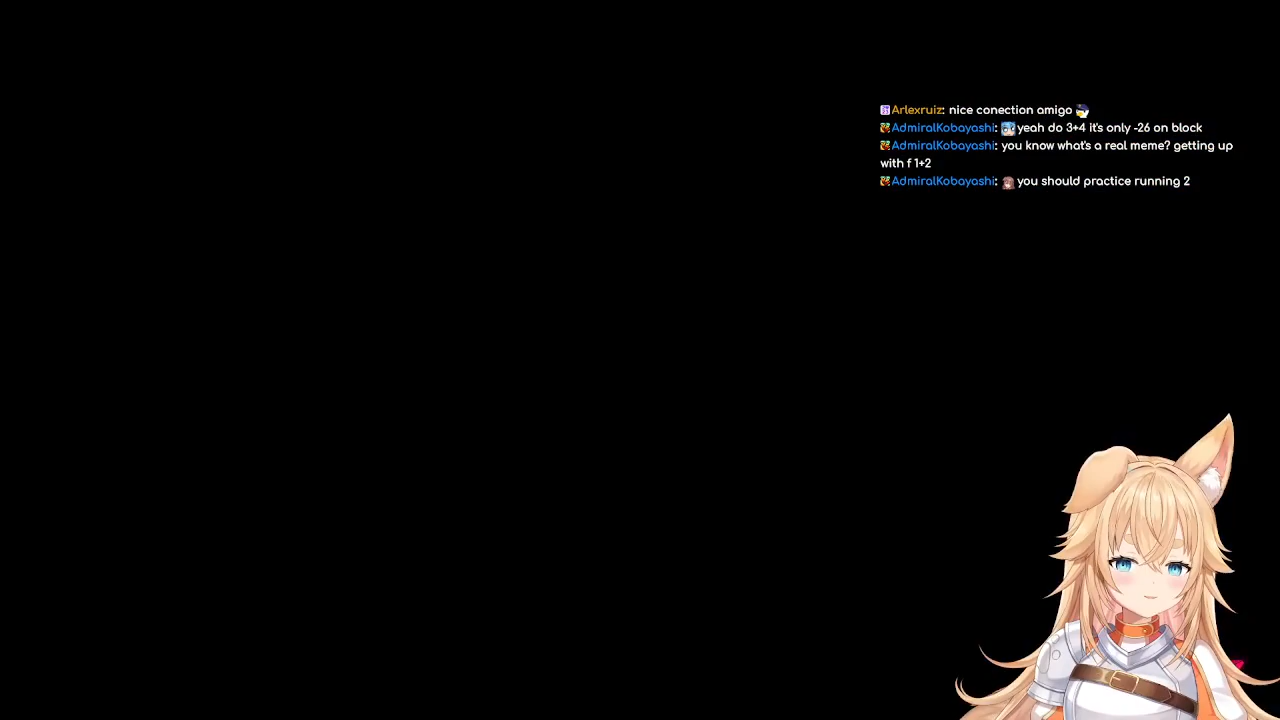 Arlexruiz: nice conection amigo
AdmiralKobayashi: yeah do 3+4 it's only -26 on block
AdmiralKobayashi: you know what's a real meme? getting up
with f 1+2
AdmiralKobayashi: you should practice running 2